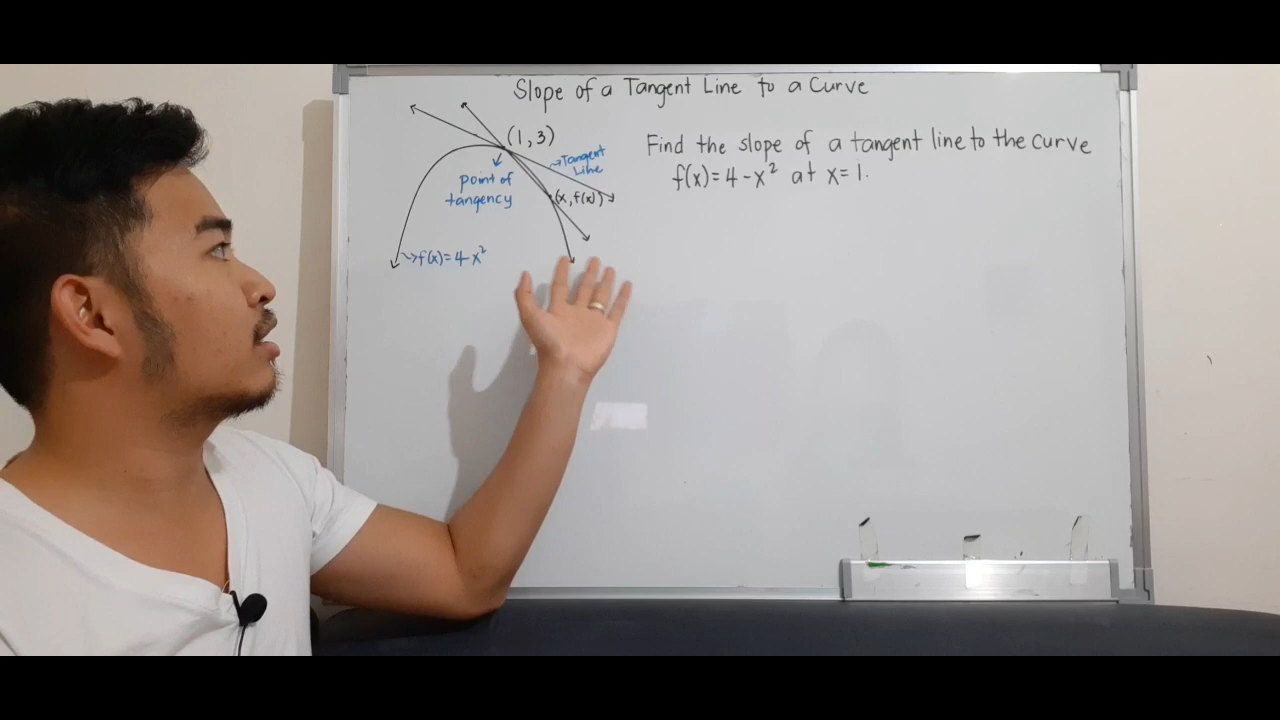 Slope of a Tangent Line to a Curve
(1, 3)
Tangent
Line
point of
tangency
(x, f(x))
f(x) = 4 - x²
Find the slope of a tangent line to the curve
f(x) = 4 - x² at x = 1.